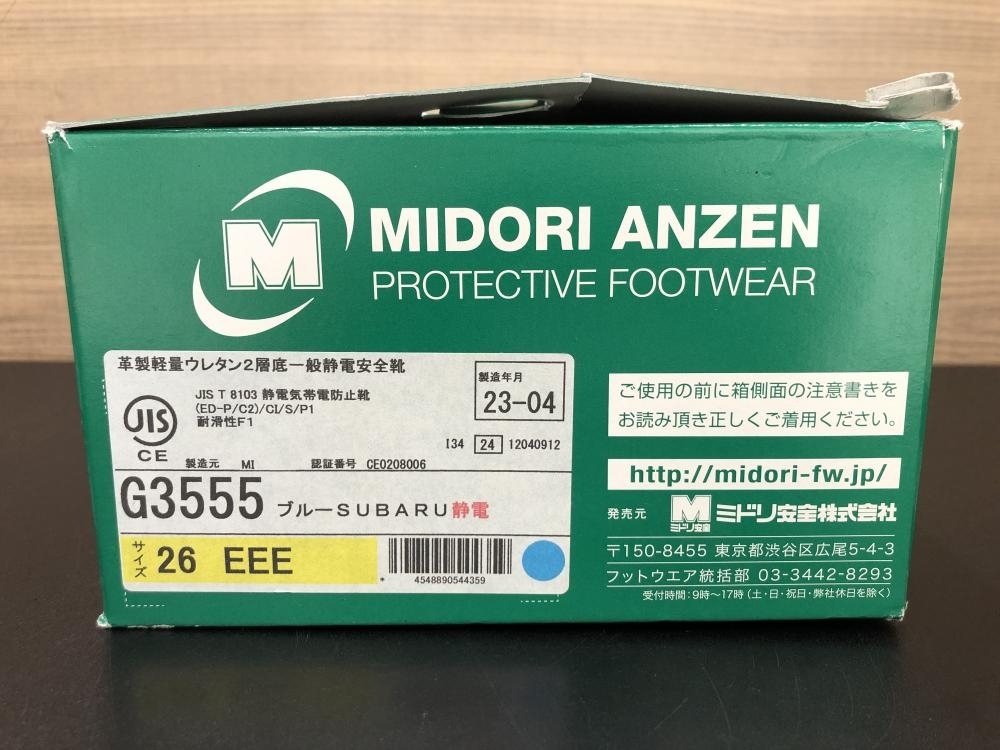 M
MIDORI ANZEN
PROTECTIVE FOOTWEAR
革製軽量ウレタン2層底一般静電安全靴
JIS
CE
JIS T 8103 静電気帯電防止靴
(ED-P/C2)/CI/S/P1
耐滑性F1
製造年月
23-04
I34 24 12040912
製造元 MI 認証番号 CE0208006
G3555 ブルーSUBARU静電
サイズ 26 EEE
4548890544359
ご使用の前に箱側面の注意書きを
お読み頂き正しくご着用ください。
http://midori-fw.jp/
発売元 M ミドリ安全 ミドリ安全株式会社
〒150-8455 東京都渋谷区広尾5-4-3
フットウエア統括部 03-3442-8293
受付時間:9時〜17時(土・日・祝日・弊社休日を除く)